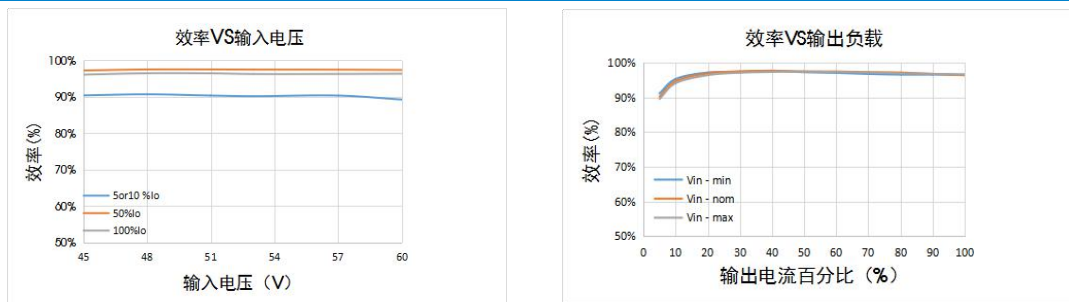 效率VS输入电压
100%
90%
80%
70%
60%
50%
效率(%)
5or10 %Io
50%Io
100%Io
45 48 51 54 57 60
输入电压（V）
效率VS输出负载
100%
90%
80%
70%
60%
50%
效率(%)
Vin - min
Vin - nom
Vin - max
0 10 20 30 40 50 60 70 80 90 100
输出电流百分比（%）